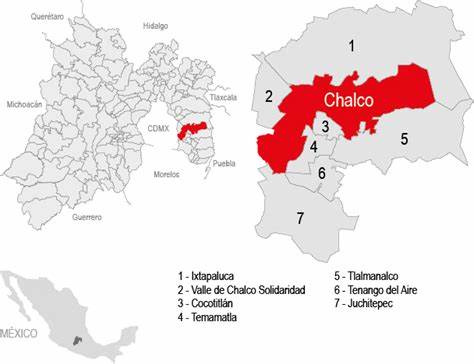 Querétaro
Hidalgo
Michoacán
Tlaxcala
CDMX
Puebla
Morelos
Guerrero
1
2
Chalco
3
4
5
6
7
MÉXICO
1 - Ixtapaluca
2 - Valle de Chalco Solidaridad
3 - Cocotitlán
4 - Temamatla
5 - Tlalmanalco
6 - Tenango del Aire
7 - Juchitepec